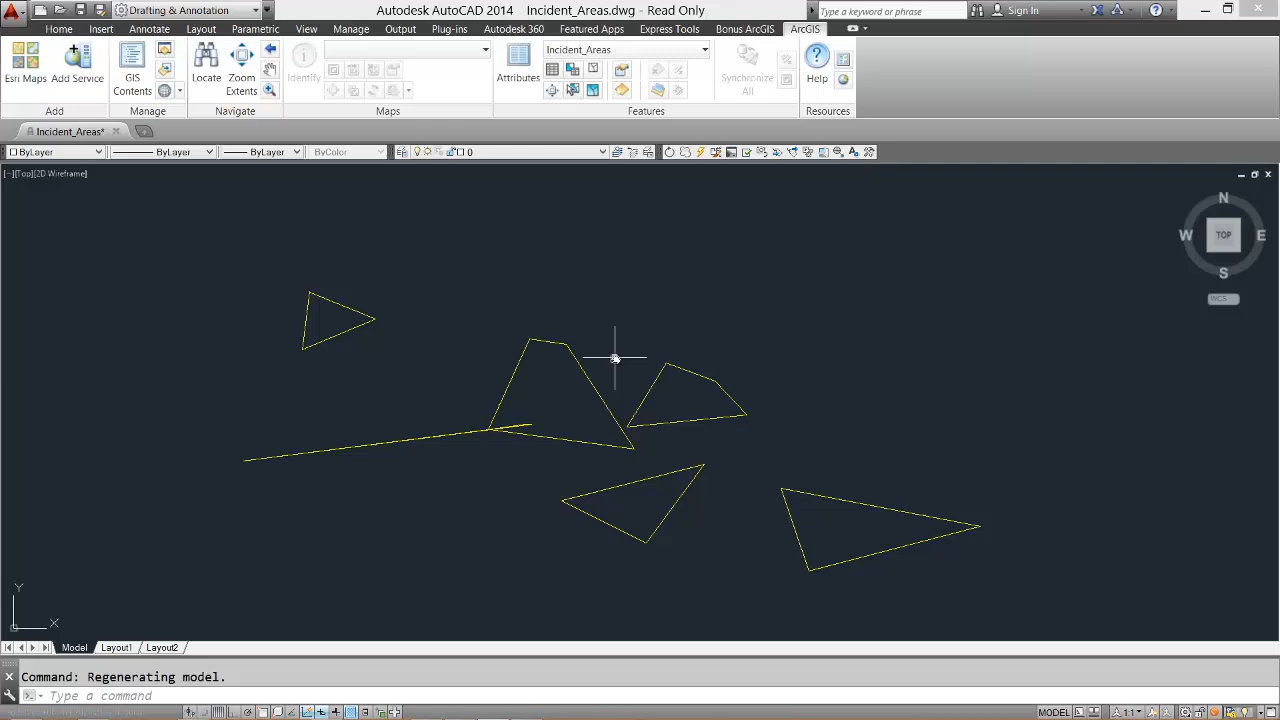 Drafting & Annotation
Autodesk AutoCAD 2014 Incident_Areas.dwg - Read Only
Type a keyword or phrase
Sign In
Home Insert Annotate Layout Parametric View Manage Output Plug-ins Autodesk 360 Featured Apps Express Tools Bonus ArcGIS ArcGIS
Esri Maps
Add Service
GIS Contents
Locate
Zoom Extents
Identify
Attributes
Incident_Areas
Synchronize All
Help
Add Manage Navigate Maps Features Resources
Incident_Areas*
ByLayer ByLayer ByLayer ByColor 0
[−][Top][2D Wireframe]
N
W TOP E
S
WCS
Y
X
Model Layout1 Layout2
Command: Regenerating model.
Type a command
MODEL 1:1